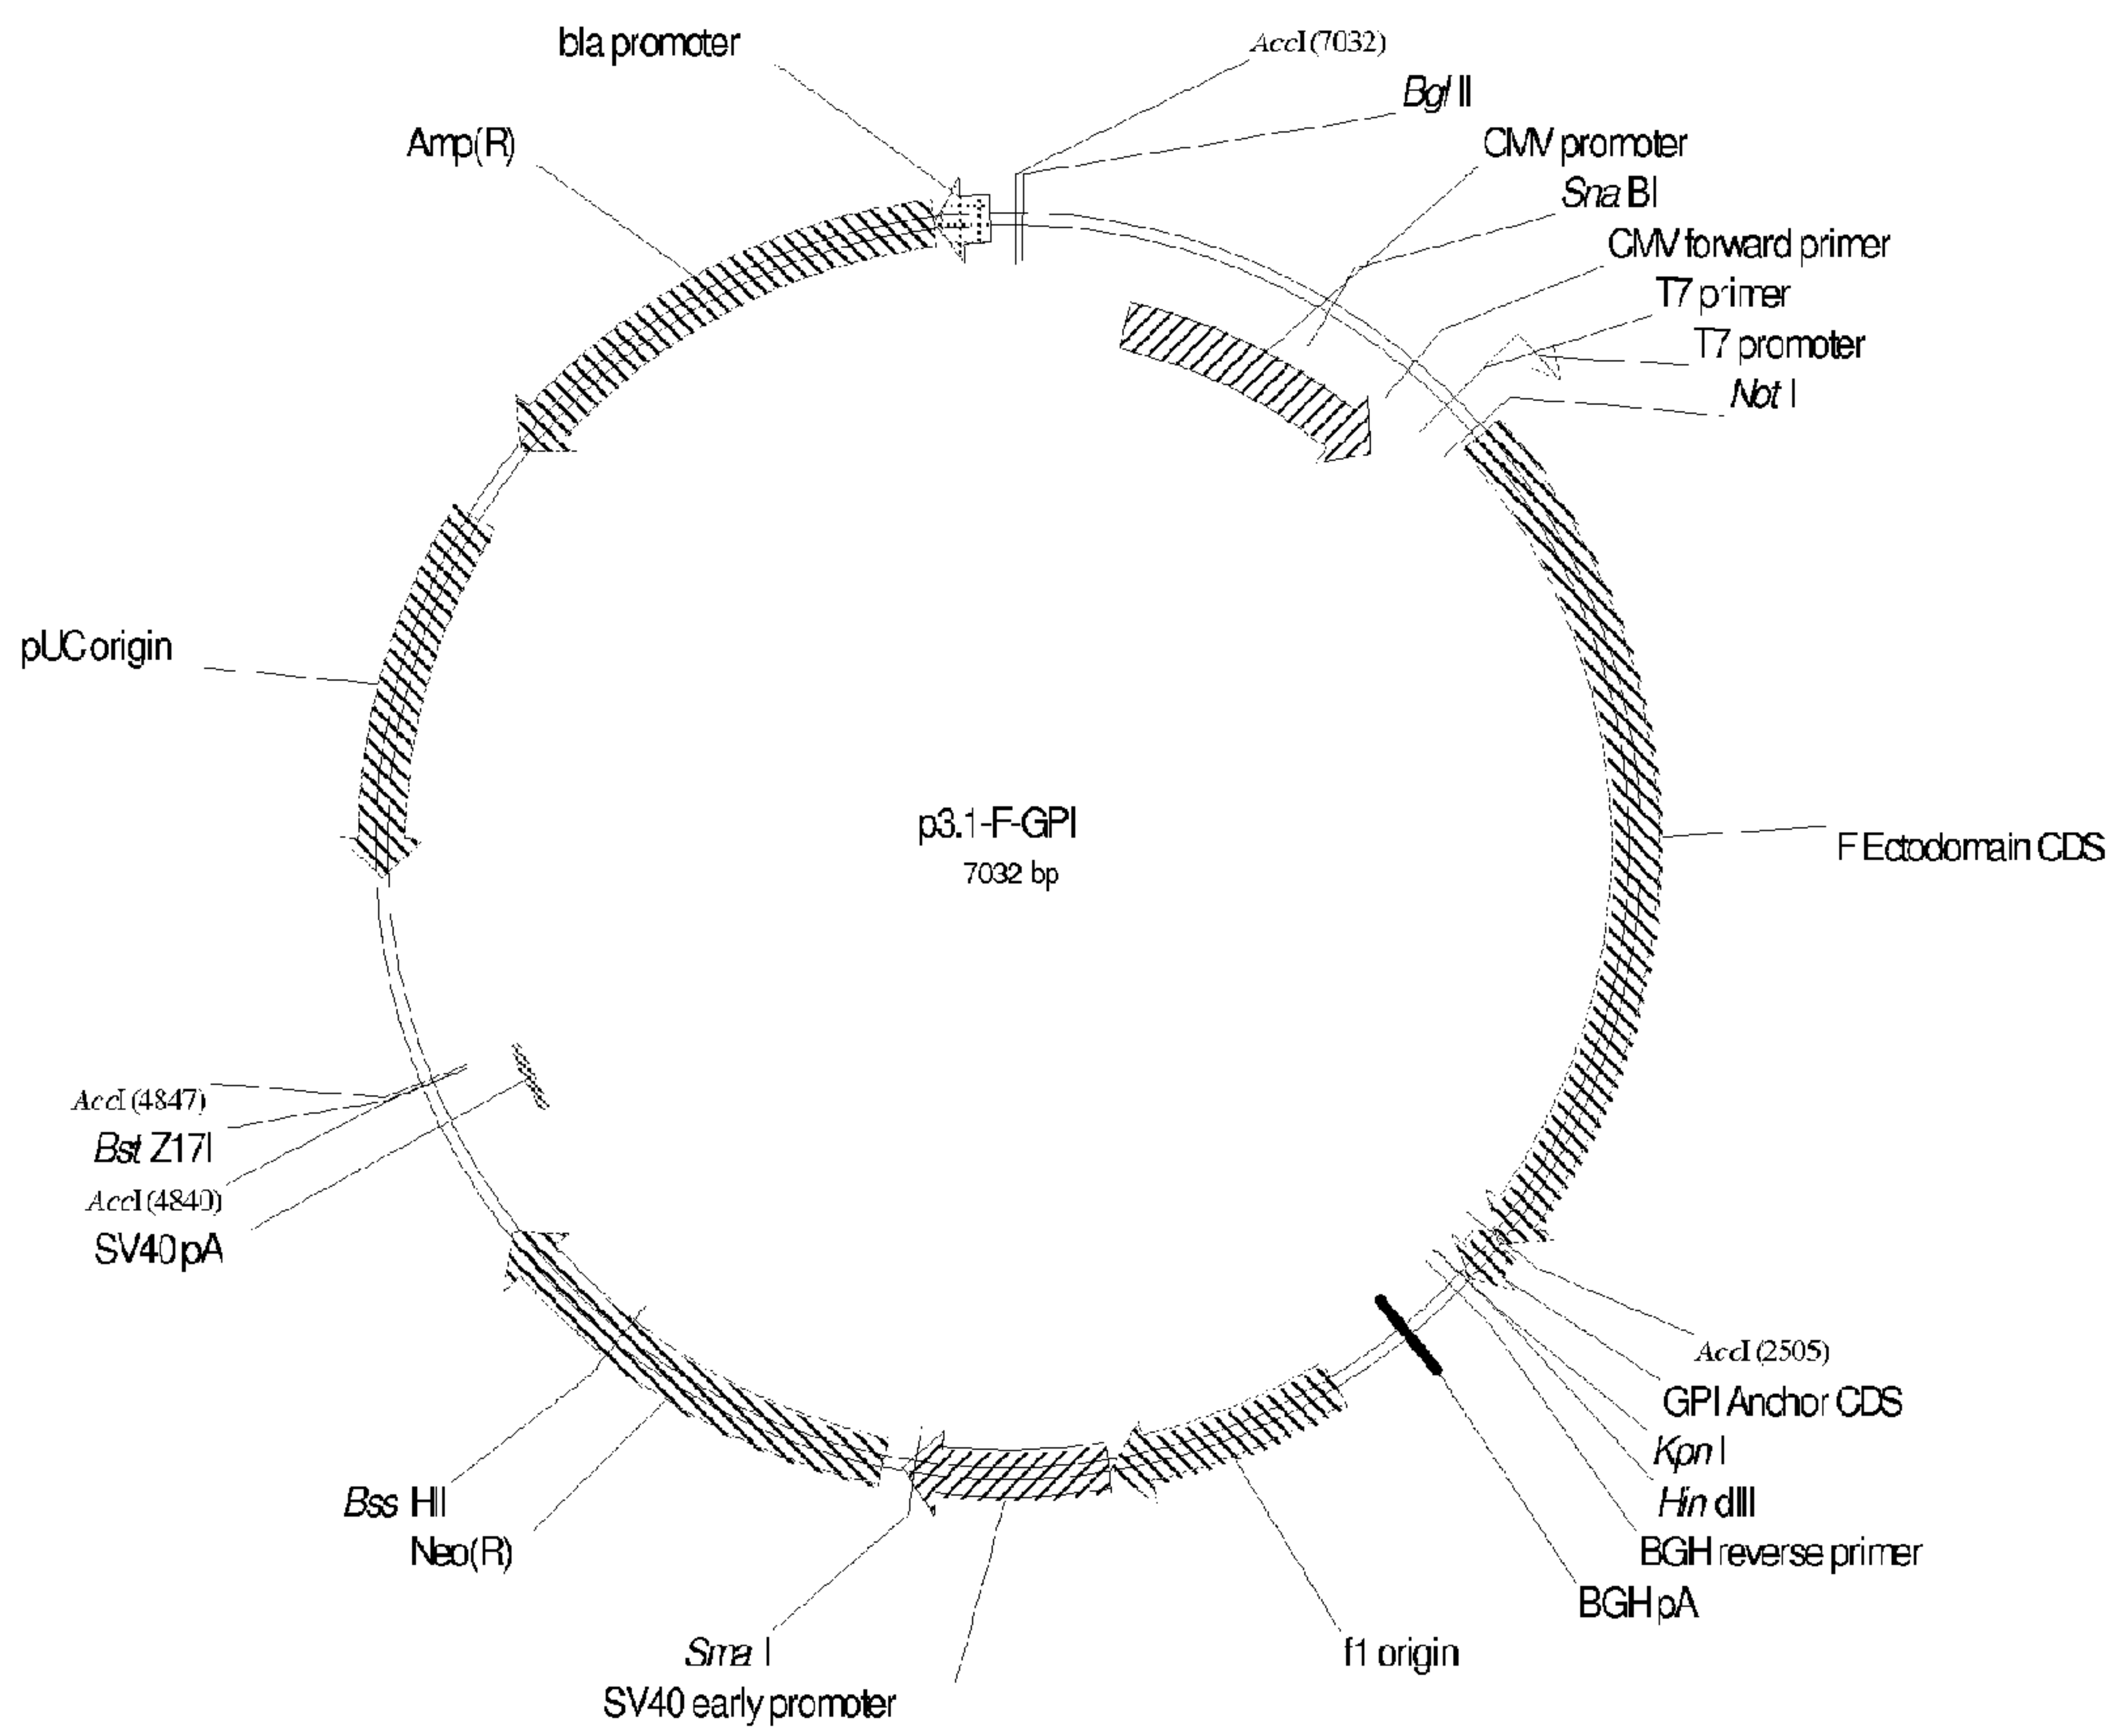 bla promoter
AccI (7032)
Bgl II
Amp(R)
CMV promoter
Sna BI
CMV forward primer
T7 primer
T7 promoter
Not I
pUC origin
p3.1-F-GPI
7032 bp
F Ectodomain CDS
AccI (4847)
Bst Z17I
AccI (4840)
SV40 pA
AccI (2505)
GPI Anchor CDS
Kpn I
Hin dIII
BGH reverse primer
BGH pA
Bss HII
Neo(R)
Sma I
SV40 early promoter
f1 origin